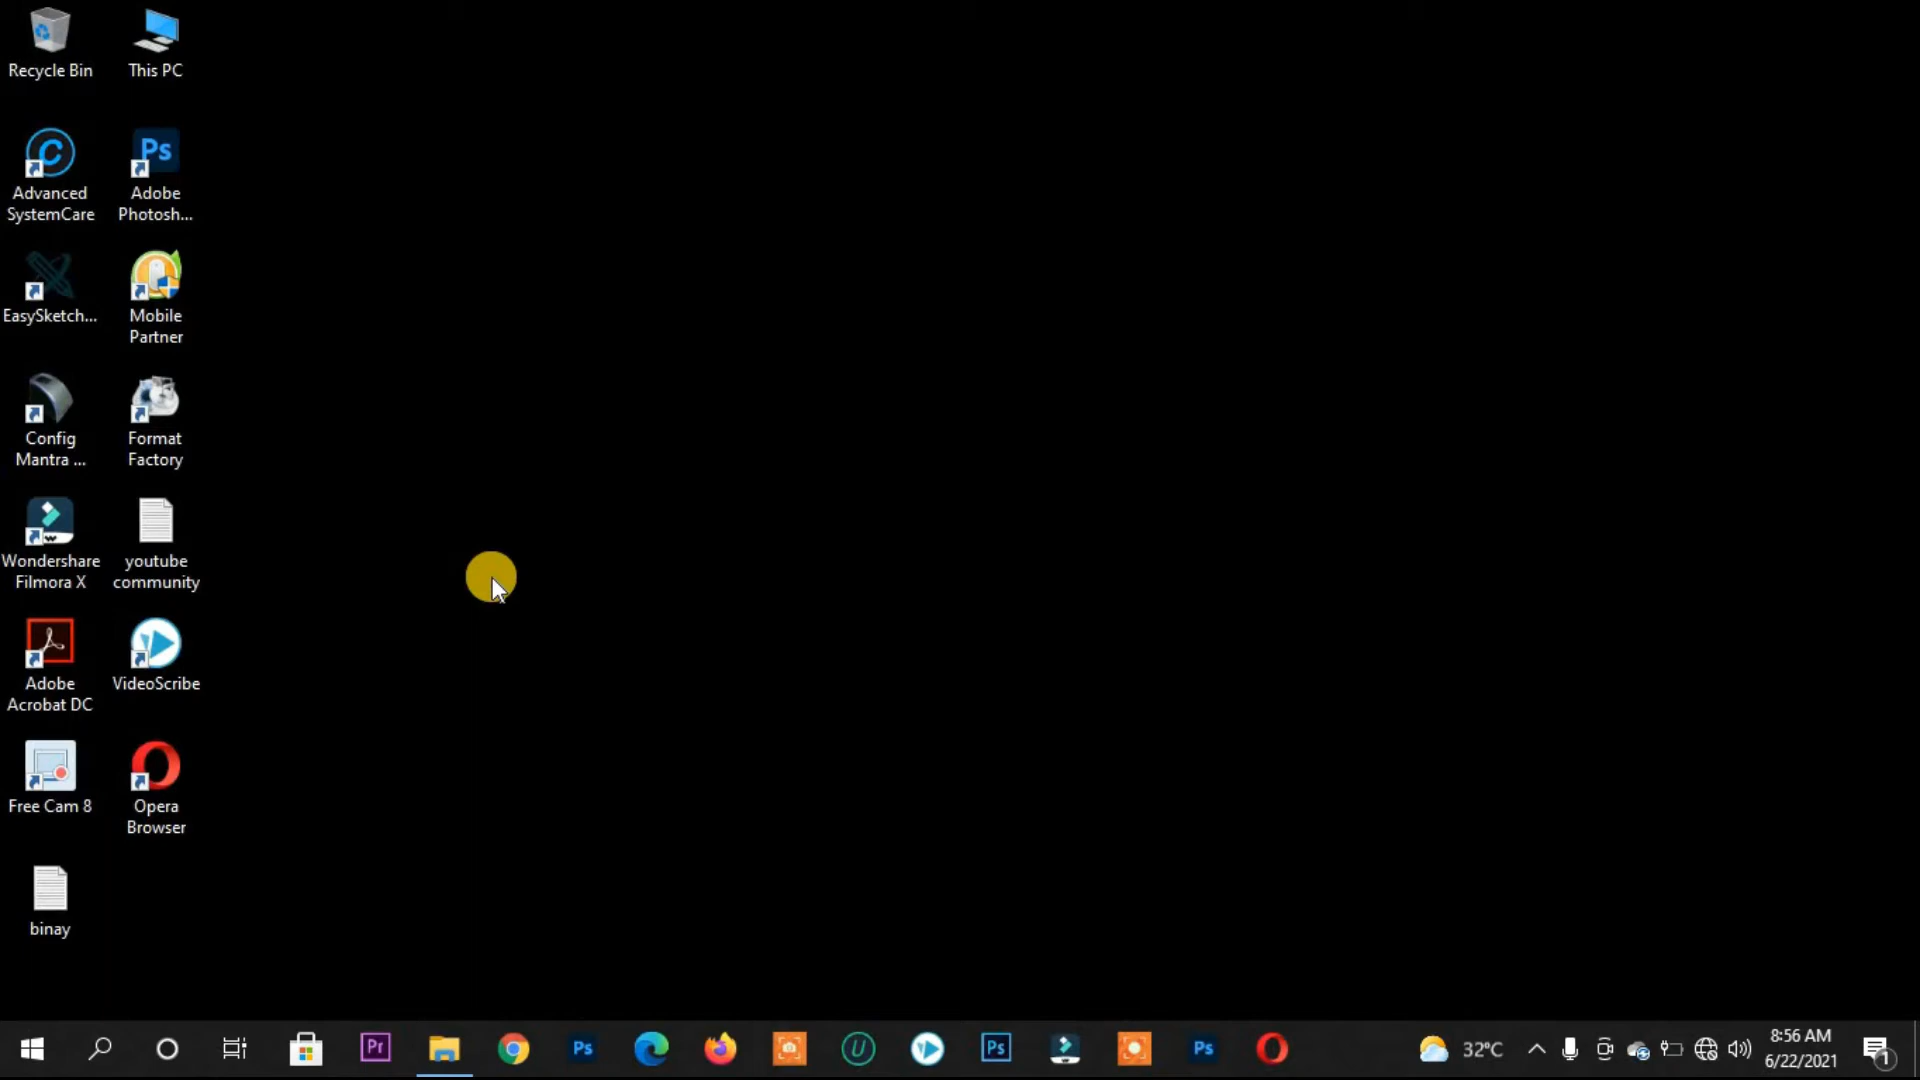 Recycle Bin
This PC
Advanced
SystemCare
Ps
Adobe
Photosh...
EasySketch...
Mobile
Partner
Config
Mantra ...
Format
Factory
Wondershare
Filmora X
youtube
community
Adobe
Acrobat DC
VideoScribe
Free Cam 8
Opera
Browser
binay
Pr
Ps
U
Ps
Ps
32°C
8:56 AM
6/22/2021
1